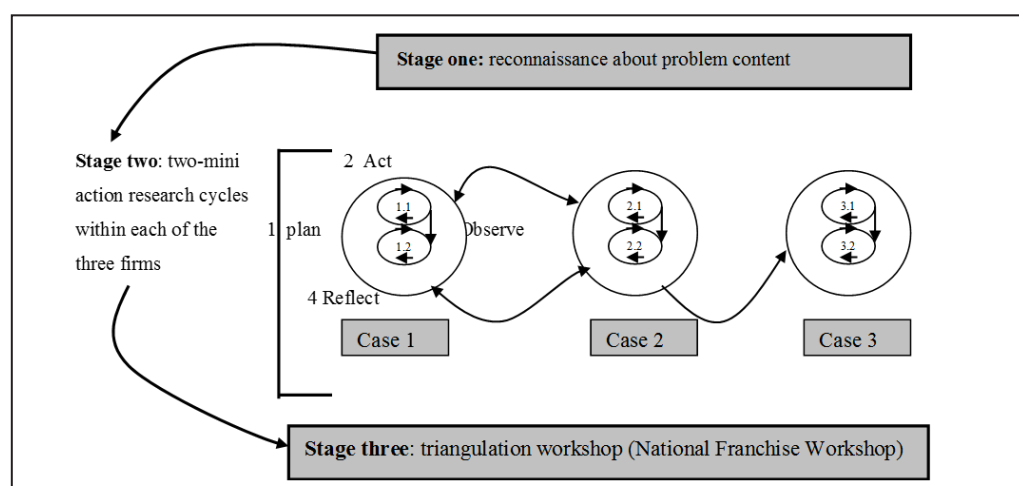 Stage one: reconnaissance about problem content
Stage two: two-mini
action research cycles
within each of the
three firms
2 Act
1 plan
Observe
4 Reflect
1.1
1.2
2.1
2.2
3.1
3.2
Case 1
Case 2
Case 3
Stage three: triangulation workshop (National Franchise Workshop)